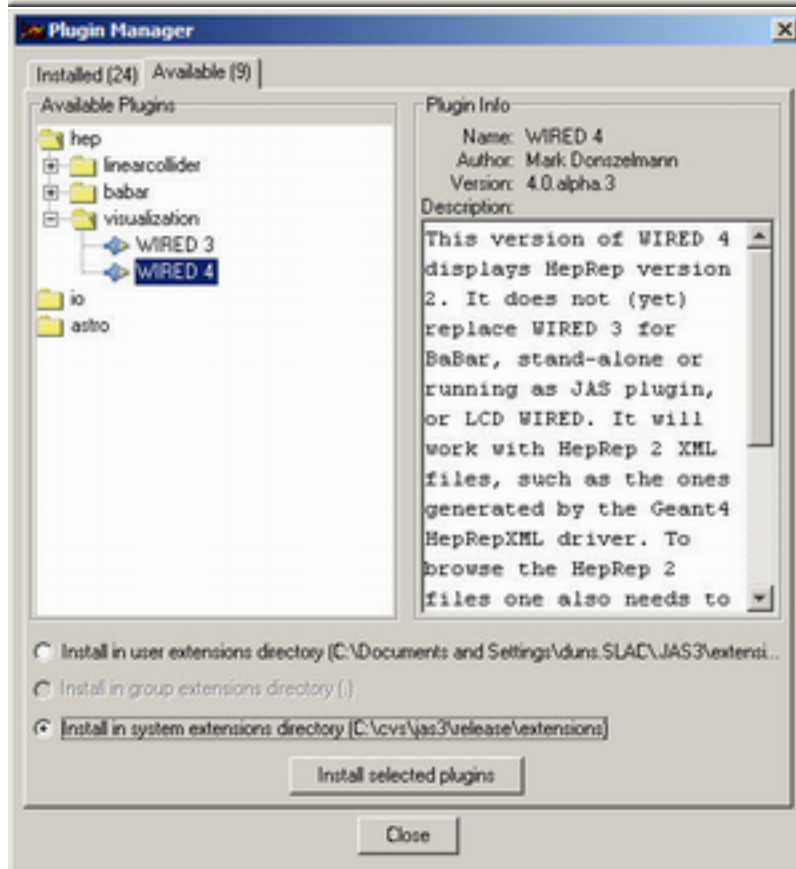 Plugin Manager
Installed (24) Available (9)
Available Plugins
hep
linearcollider
babar
visualization
WIRED 3
WIRED 4
io
astro
Plugin Info
Name: WIRED 4
Author: Mark Donszelmann
Version: 4.0.alpha.3
Description:
This version of WIRED 4
displays HepRep version
2. It does not (yet)
replace WIRED 3 for
BaBar, stand-alone or
running as JAS plugin,
or LCD WIRED. It will
work with HepRep 2 XML
files, such as the ones
generated by the Geant4
HepRepXML driver. To
browse the HepRep 2
files one also needs to
Install in user extensions directory (C:\Documents and Settings\duns.SLAC\.JAS3\extensi...
Install in group extensions directory (.)
Install in system extensions directory (C:\cvs\jas3\release\extensions)
Install selected plugins
Close